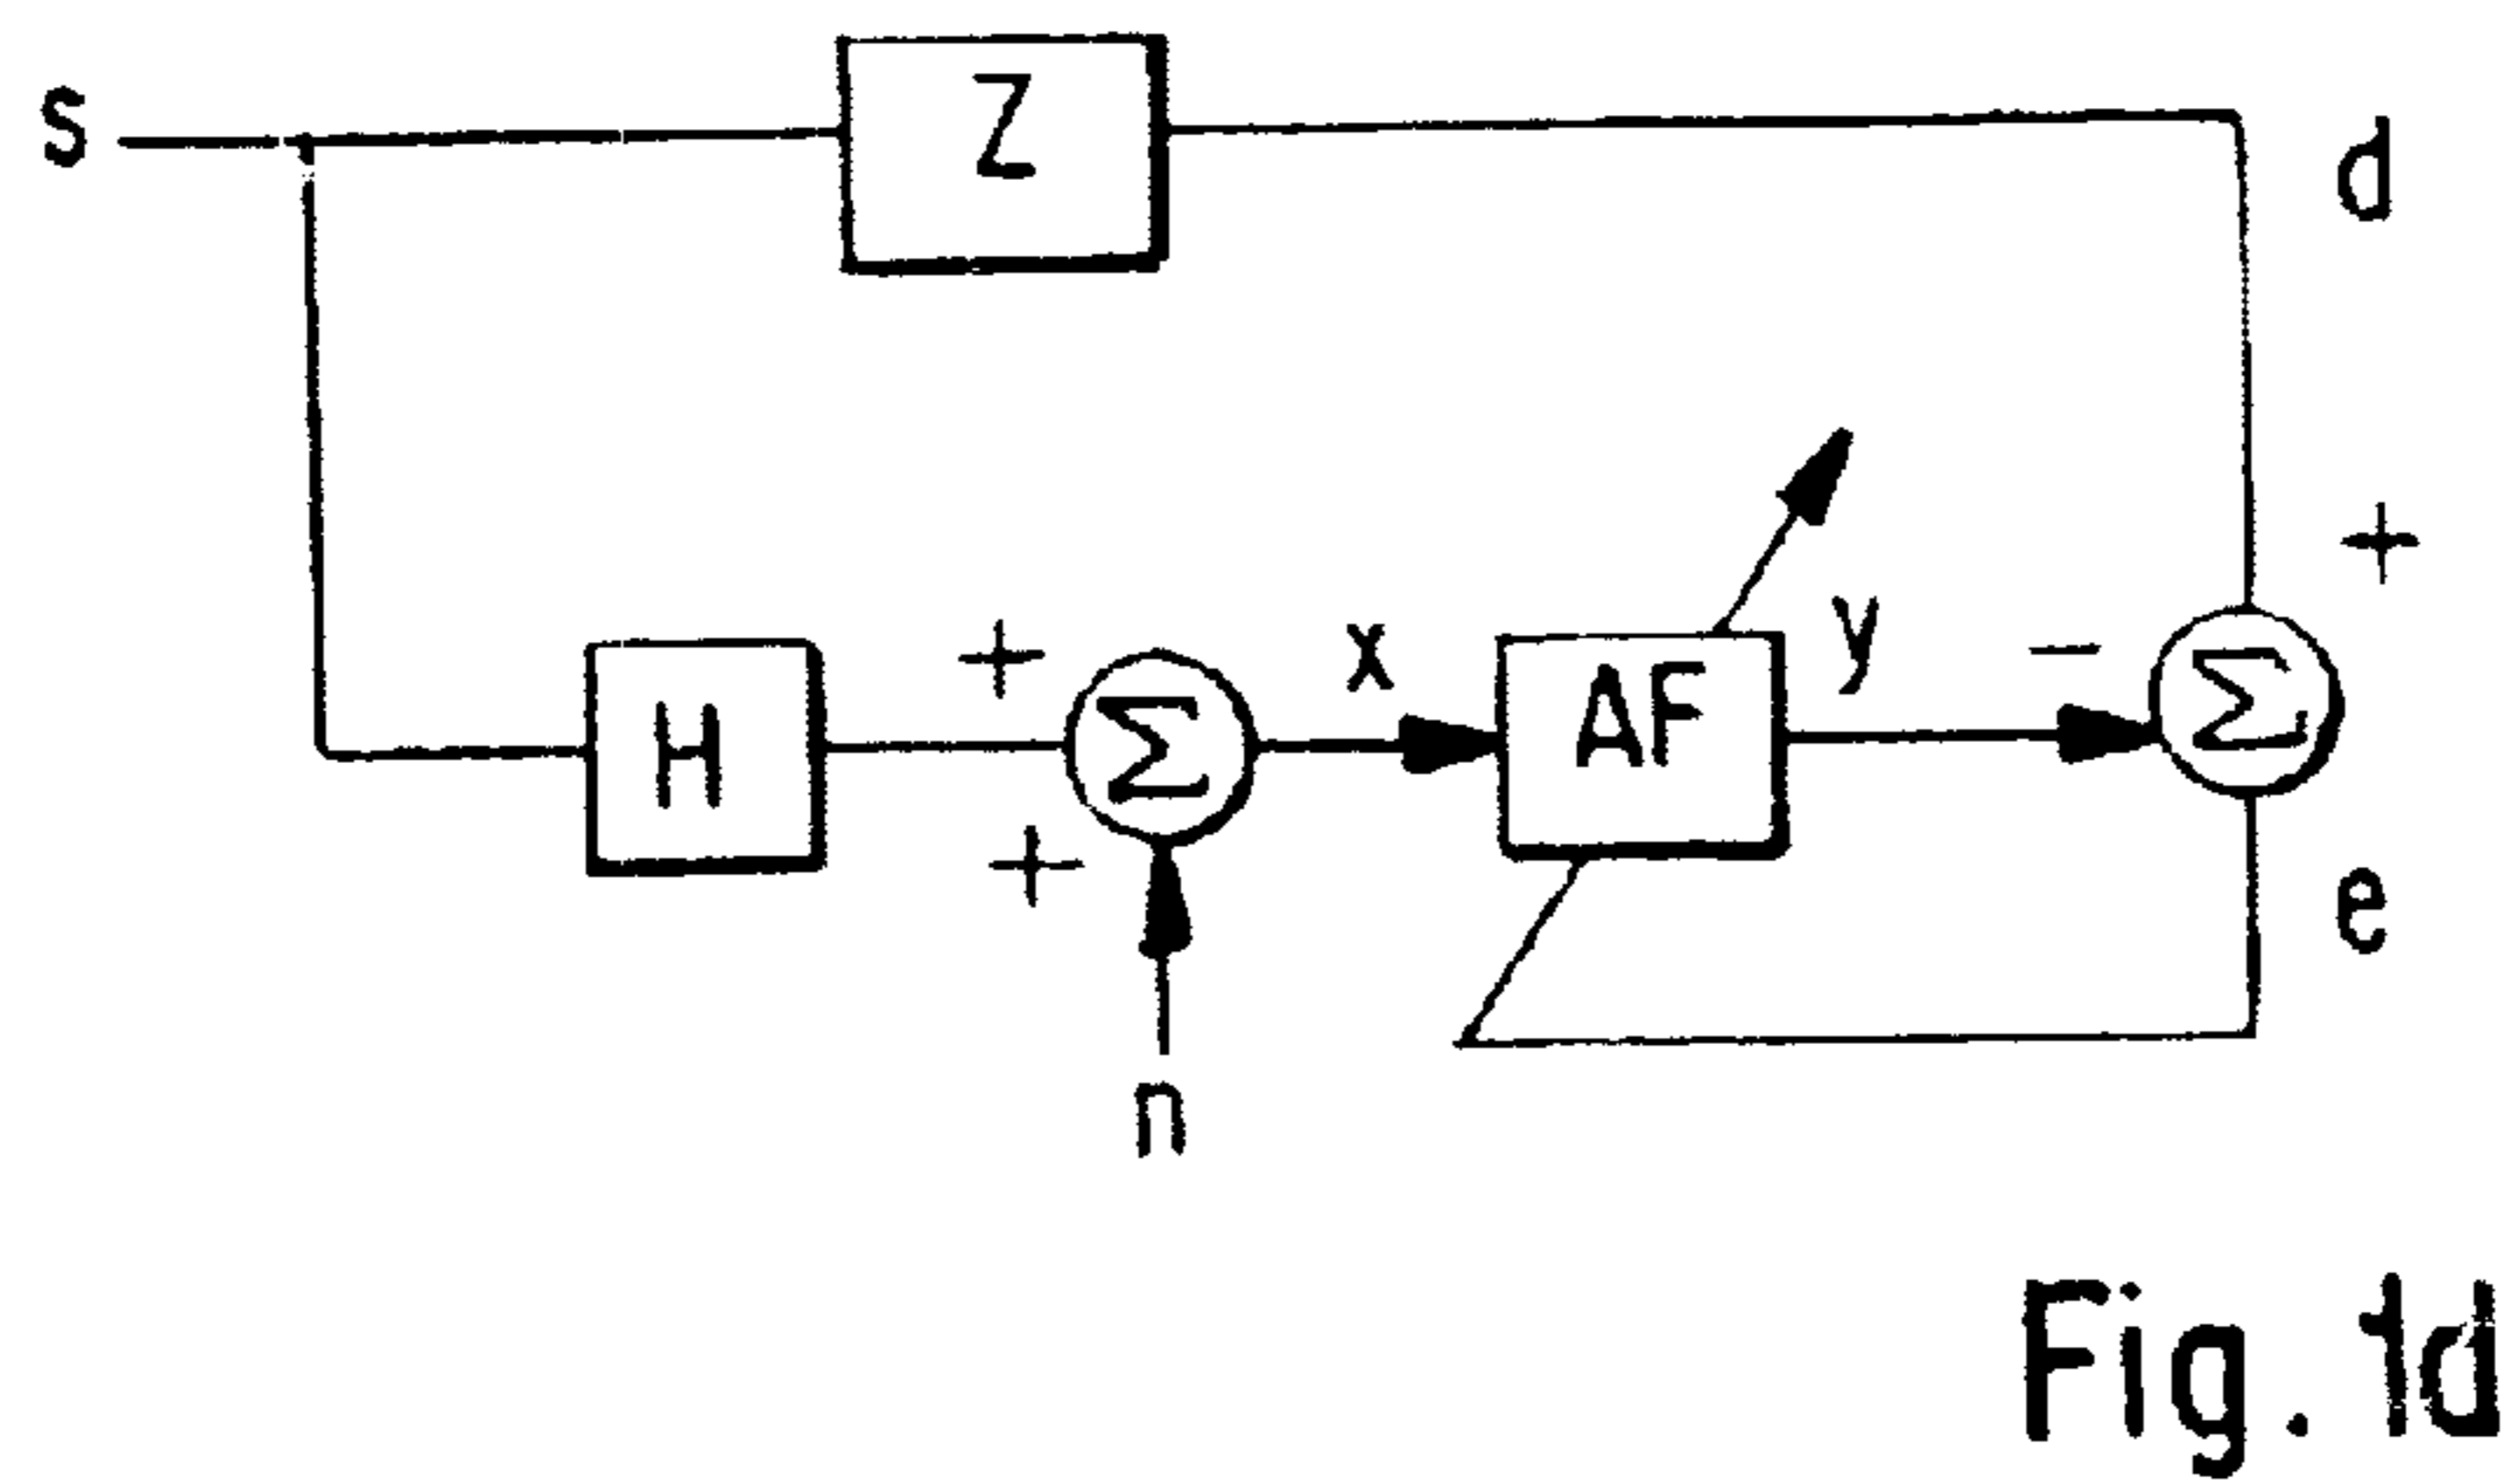 s
Z
d
+
+
x
y
−
Σ
AF
H
Σ
+
e
n
Fig. 1d